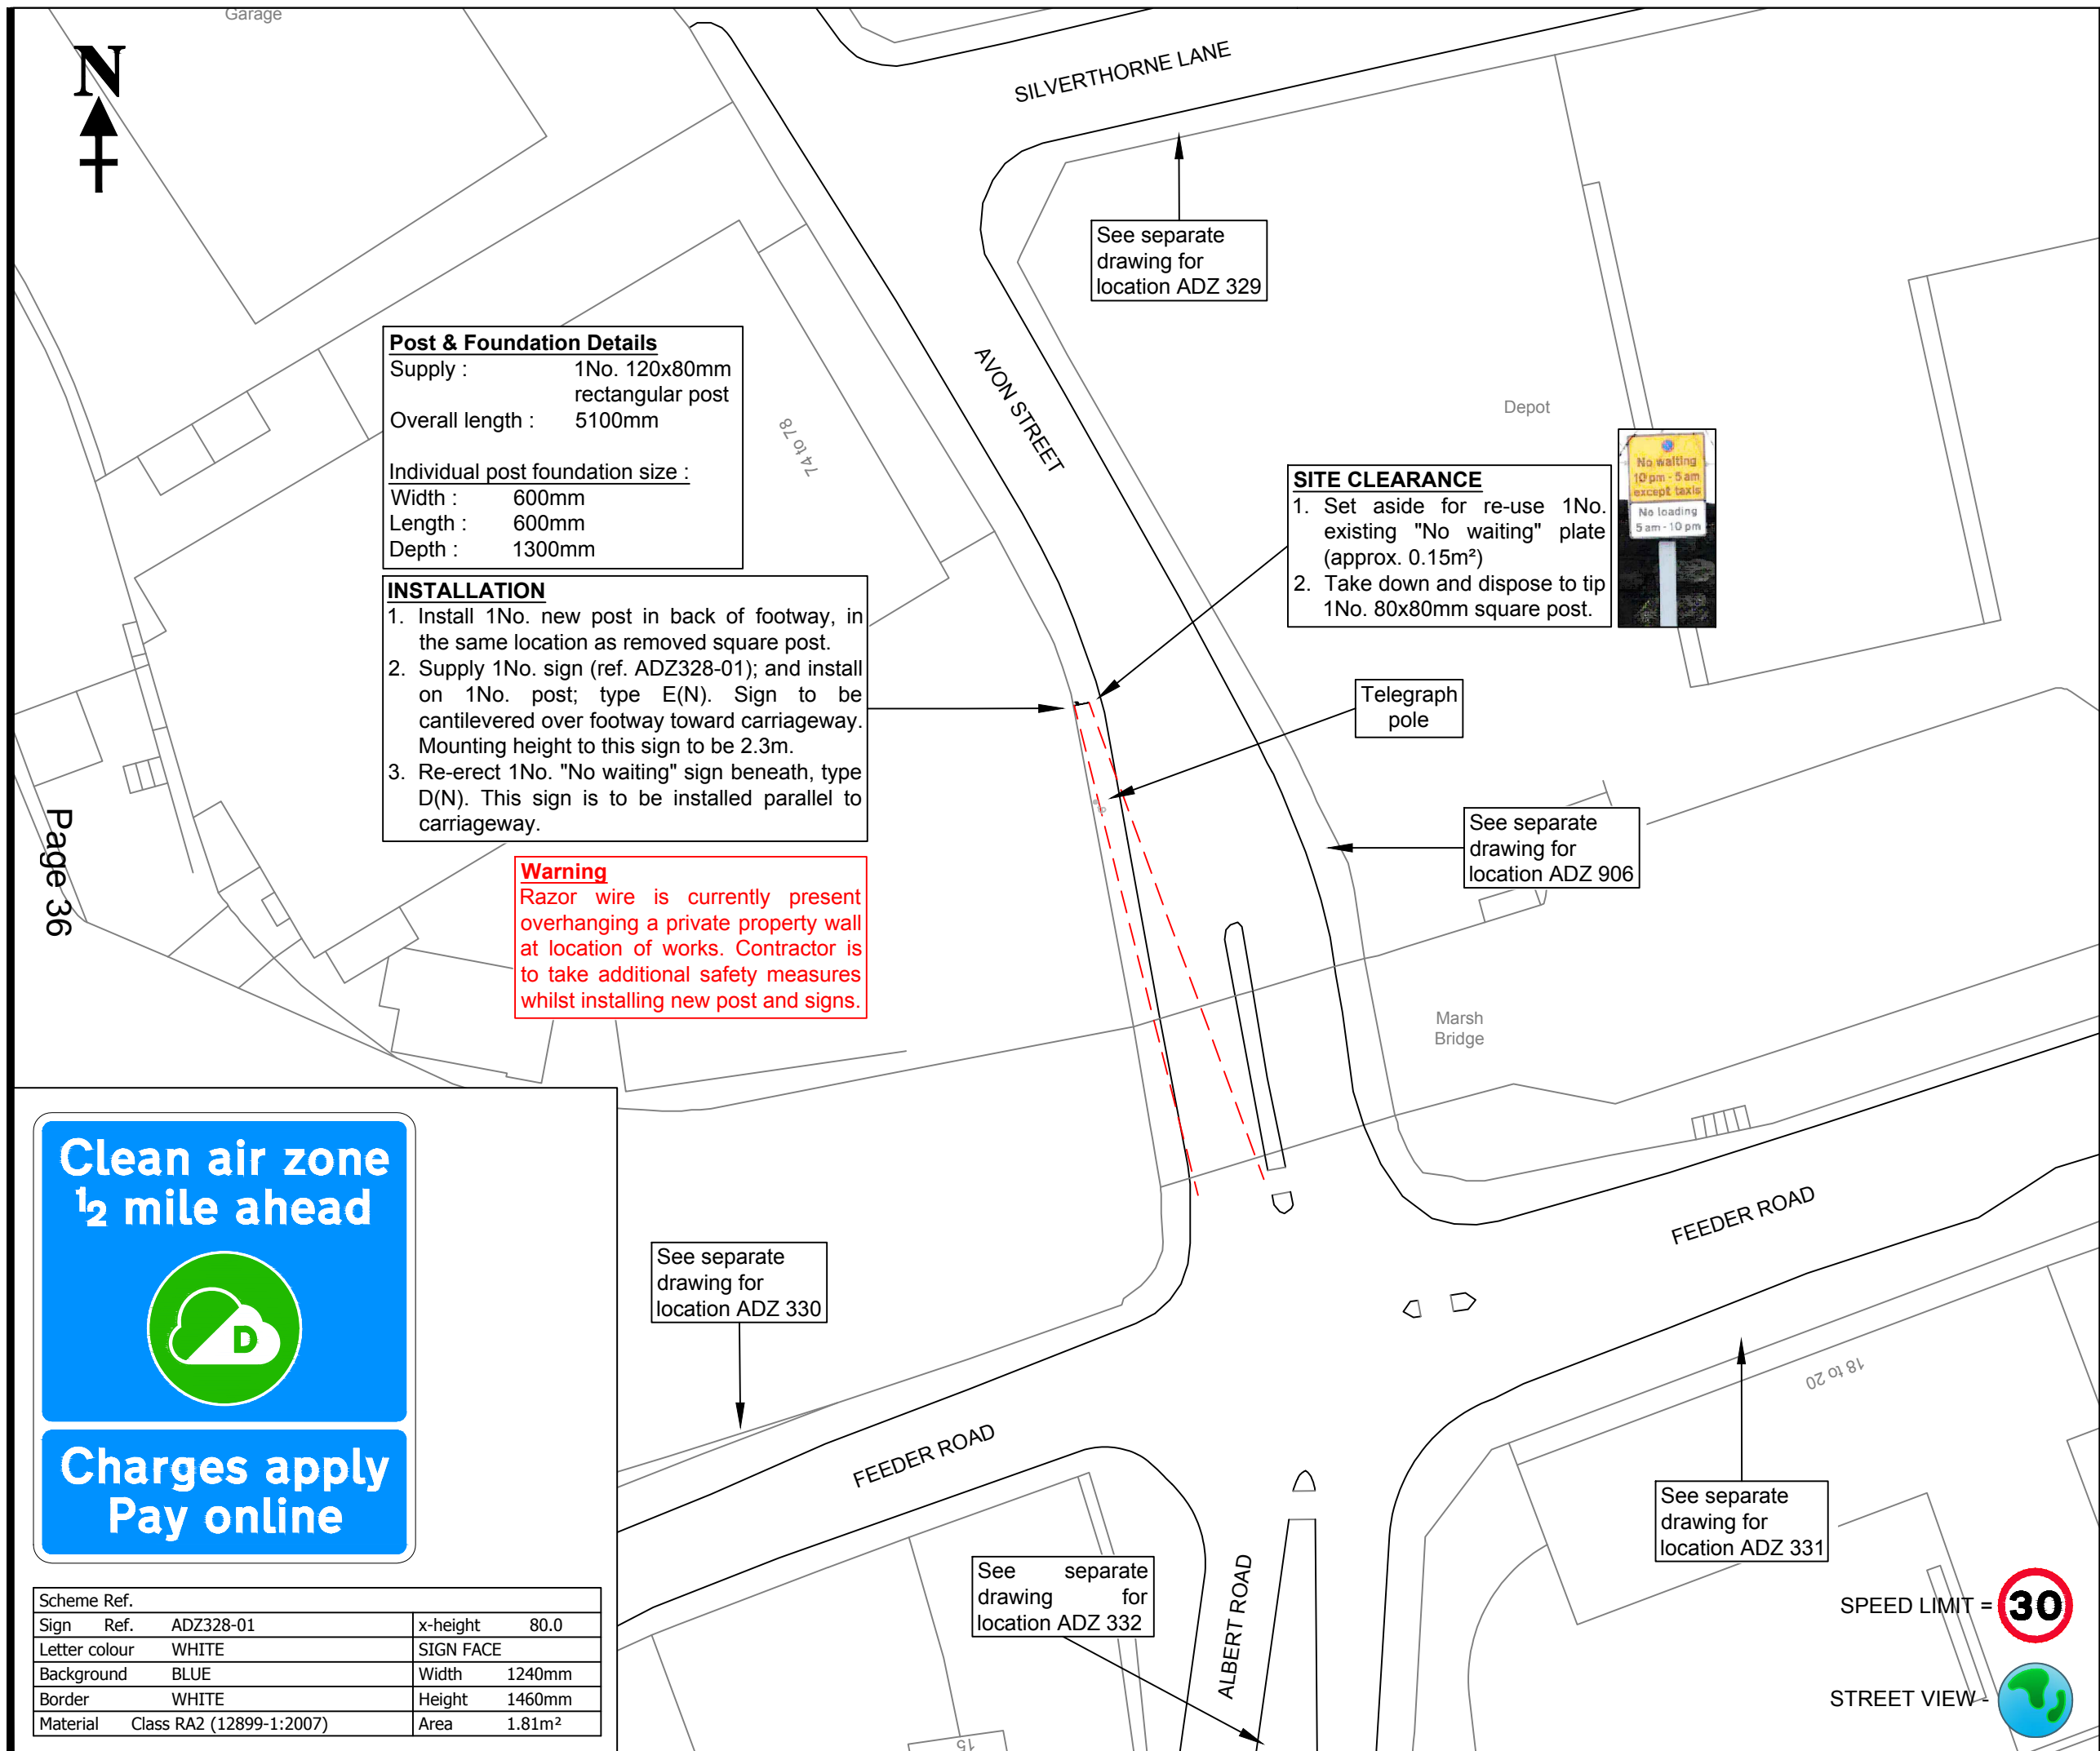 Garage
N
SILVERTHORNE LANE
See separate
drawing for
location ADZ 329
Post & Foundation Details
Supply : 1No. 120x80mm
rectangular post
Overall length : 5100mm
Individual post foundation size :
Width : 600mm
Length : 600mm
Depth : 1300mm
AVON STREET
74 to 78
Depot
No waiting
10 pm - 5 am
except taxis
No loading
5 am - 10 pm
SITE CLEARANCE
1. Set aside for re-use 1No.
existing "No waiting" plate
(approx. 0.15m²)
2. Take down and dispose to tip
1No. 80x80mm square post.
INSTALLATION
1. Install 1No. new post in back of footway, in
the same location as removed square post.
2. Supply 1No. sign (ref. ADZ328-01); and install
on 1No. post; type E(N). Sign to be
cantilevered over footway toward carriageway.
Mounting height to this sign to be 2.3m.
3. Re-erect 1No. "No waiting" sign beneath, type
D(N). This sign is to be installed parallel to
carriageway.
Telegraph
pole
See separate
drawing for
location ADZ 906
Page 36
Warning
Razor wire is currently present
overhanging a private property wall
at location of works. Contractor is
to take additional safety measures
whilst installing new post and signs.
Marsh
Bridge
Clean air zone
½ mile ahead
D
Charges apply
Pay online
FEEDER ROAD
See separate
drawing for
location ADZ 330
18 to 20
FEEDER ROAD
See separate
drawing for
location ADZ 331
See separate
drawing for
location ADZ 332
ALBERT ROAD
15
SPEED LIMIT = 30
STREET VIEW -
Scheme Ref.
Sign Ref. ADZ328-01 x-height 80.0
Letter colour WHITE SIGN FACE
Background BLUE Width 1240mm
Border WHITE Height 1460mm
Material Class RA2 (12899-1:2007) Area 1.81m²